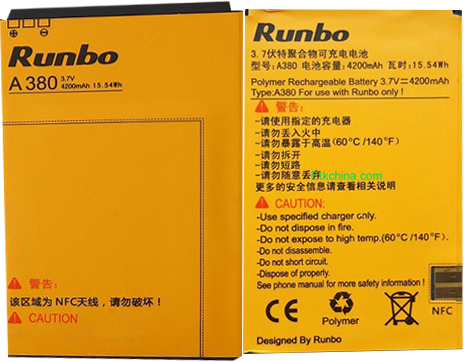 Runbo
A 380 3.7V 4200mAh 15.54Wh
警告:
该区域为 NFC天线，请勿破坏！
CAUTION
Runbo
3.7伏特聚合物可充电电池
型号: A380 电池容量: 4200mAh 瓦时: 15.54Wh
Polymer Rechargeable Battery 3.7V⎓4200mAh
Type:A380 For use with Runbo only !
警告:
-请使用指定的充电器
-请勿丢入火中
-请勿暴露于高温(60°C /140°F)
-请勿拆开
-请勿短路
-请勿随意丢弃
kchina.com
更多的安全信息请查看相关说明
CAUTION:
-Use specified charger only.
-Do not dispose in fire.
-Do not expose to high temp.(60°C /140°F).
-Do not disassemble.
-Do not short circuit.
-Dispose of properly.
See phone manual for more safety instructions.
CE
Polymer
NFC
Designed By Runbo